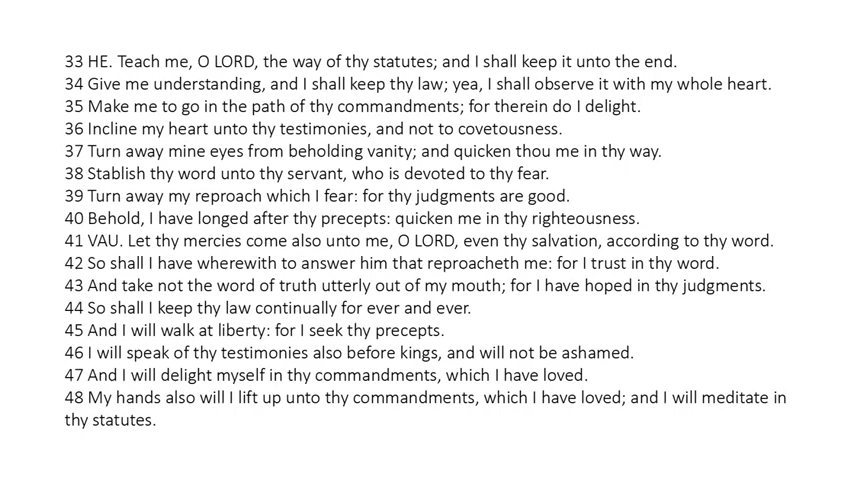 33 HE. Teach me, O LORD, the way of thy statutes; and I shall keep it unto the end.
34 Give me understanding, and I shall keep thy law; yea, I shall observe it with my whole heart.
35 Make me to go in the path of thy commandments; for therein do I delight.
36 Incline my heart unto thy testimonies, and not to covetousness.
37 Turn away mine eyes from beholding vanity; and quicken thou me in thy way.
38 Stablish thy word unto thy servant, who is devoted to thy fear.
39 Turn away my reproach which I fear: for thy judgments are good.
40 Behold, I have longed after thy precepts: quicken me in thy righteousness.
41 VAU. Let thy mercies come also unto me, O LORD, even thy salvation, according to thy word.
42 So shall I have wherewith to answer him that reproacheth me: for I trust in thy word.
43 And take not the word of truth utterly out of my mouth; for I have hoped in thy judgments.
44 So shall I keep thy law continually for ever and ever.
45 And I will walk at liberty: for I seek thy precepts.
46 I will speak of thy testimonies also before kings, and will not be ashamed.
47 And I will delight myself in thy commandments, which I have loved.
48 My hands also will I lift up unto thy commandments, which I have loved; and I will meditate in
thy statutes.